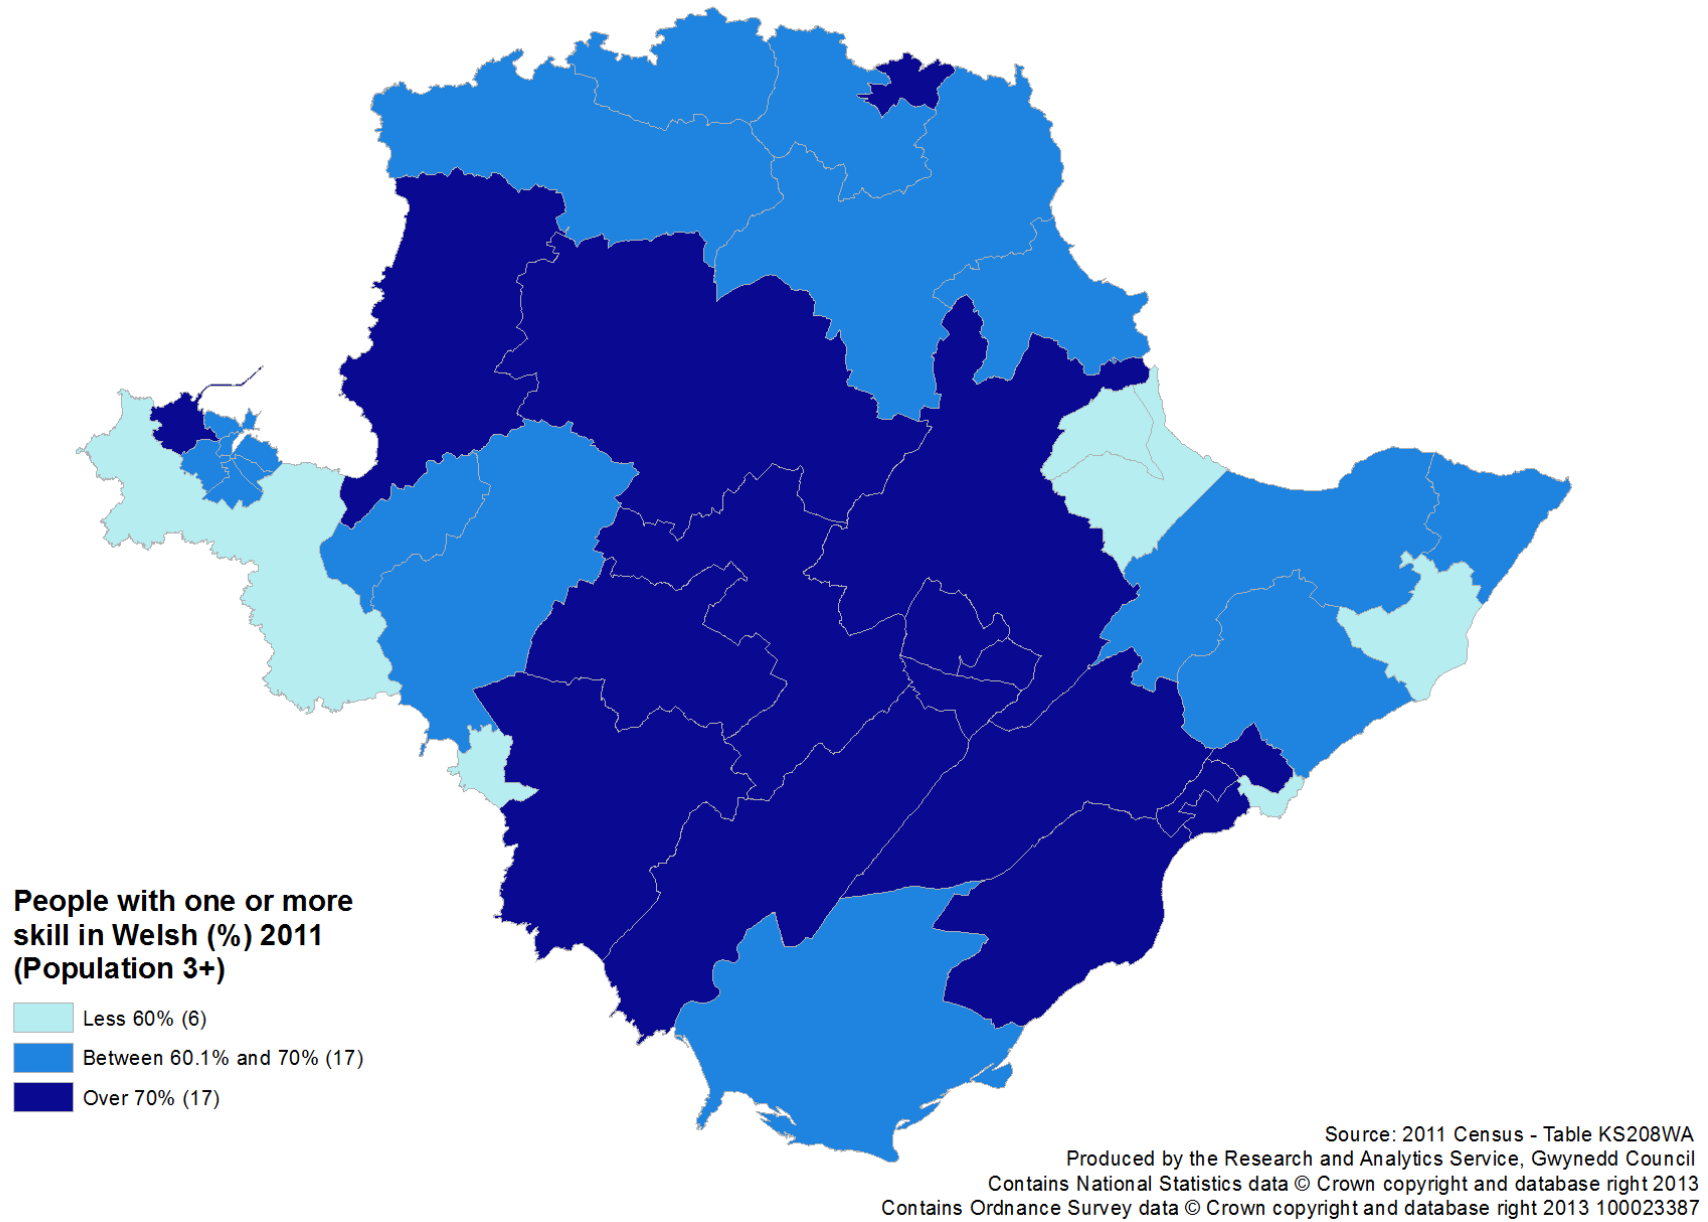 People with one or more
skill in Welsh (%) 2011
(Population 3+)
Less 60% (6)
Between 60.1% and 70% (17)
Over 70% (17)
Source: 2011 Census - Table KS208WA
Produced by the Research and Analytics Service, Gwynedd Council
Contains National Statistics data © Crown copyright and database right 2013
Contains Ordnance Survey data © Crown copyright and database right 2013 100023387